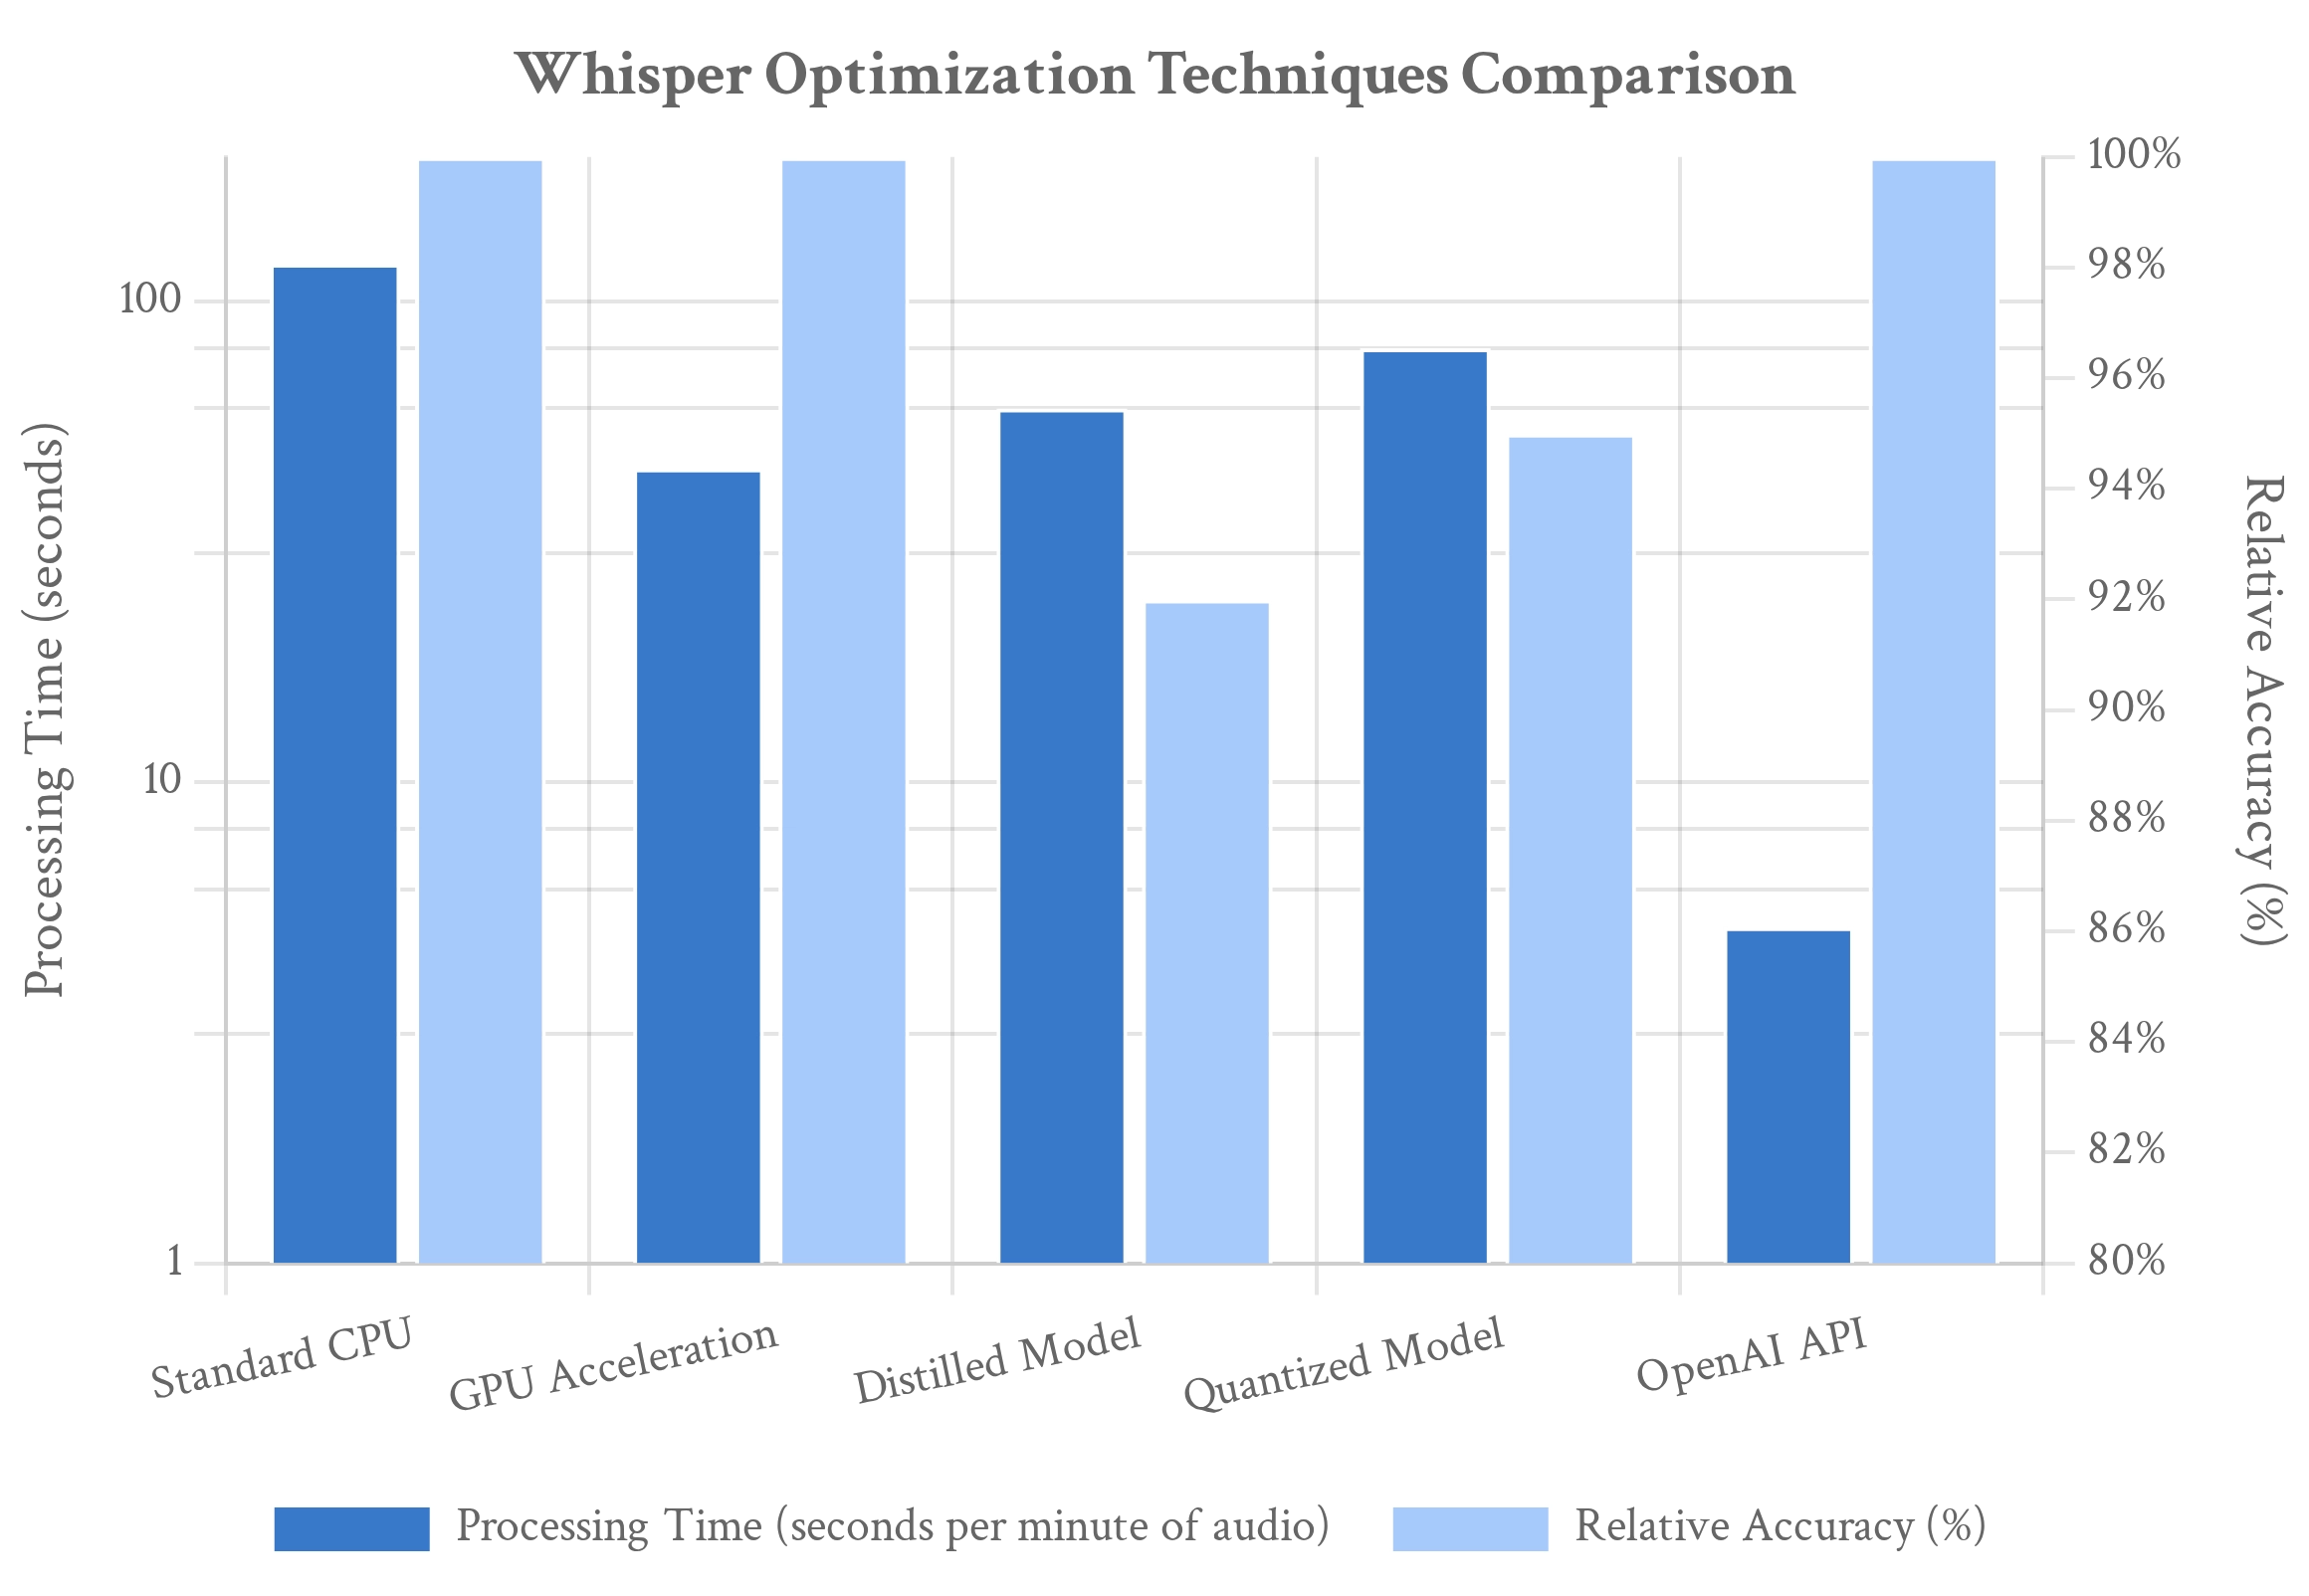 Whisper Optimization Techniques Comparison
Processing Time (seconds)
100
10
1
100%
98%
96%
94%
92%
90%
88%
86%
84%
82%
80%
Relative Accuracy (%)
Standard CPU
GPU Acceleration
Distilled Model
Quantized Model
OpenAI API
Processing Time (seconds per minute of audio)
Relative Accuracy (%)